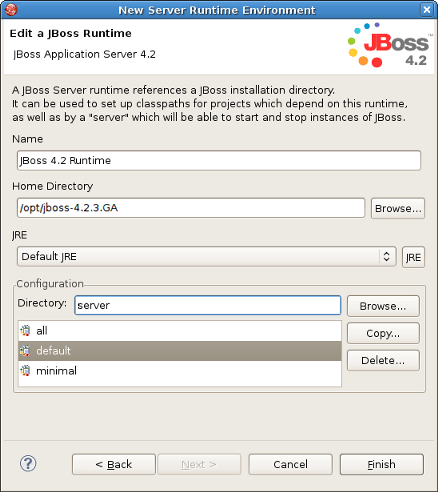 New Server Runtime Environment
Edit a JBoss Runtime
JBoss Application Server 4.2
JBoss
4.2
A JBoss Server runtime references a JBoss installation directory.
It can be used to set up classpaths for projects which depend on this runtime,
as well as by a "server" which will be able to start and stop instances of JBoss.
Name
JBoss 4.2 Runtime
Home Directory
/opt/jboss-4.2.3.GA
Browse...
JRE
Default JRE
JRE
Configuration
Directory:
server
Browse...
all
Copy...
default
Delete...
minimal
?
< Back
Next >
Cancel
Finish